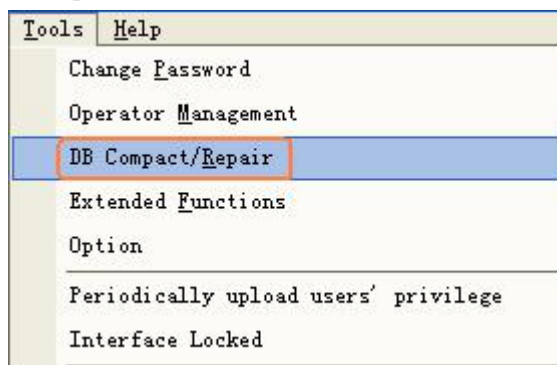 Tools Help
Change Password
Operator Management
DB Compact/Repair
Extended Functions
Option
Periodically upload users' privilege
Interface Locked